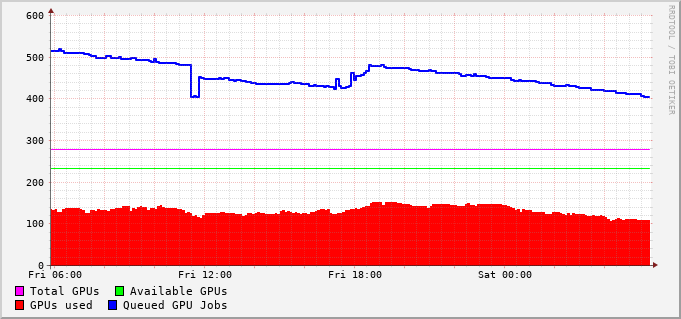 600
500
400
300
200
100
0
Fri 06:00 Fri 12:00 Fri 18:00 Sat 00:00
Total GPUs Available GPUs
GPUs used Queued GPU Jobs
RRDTOOL / TOBI OETIKER